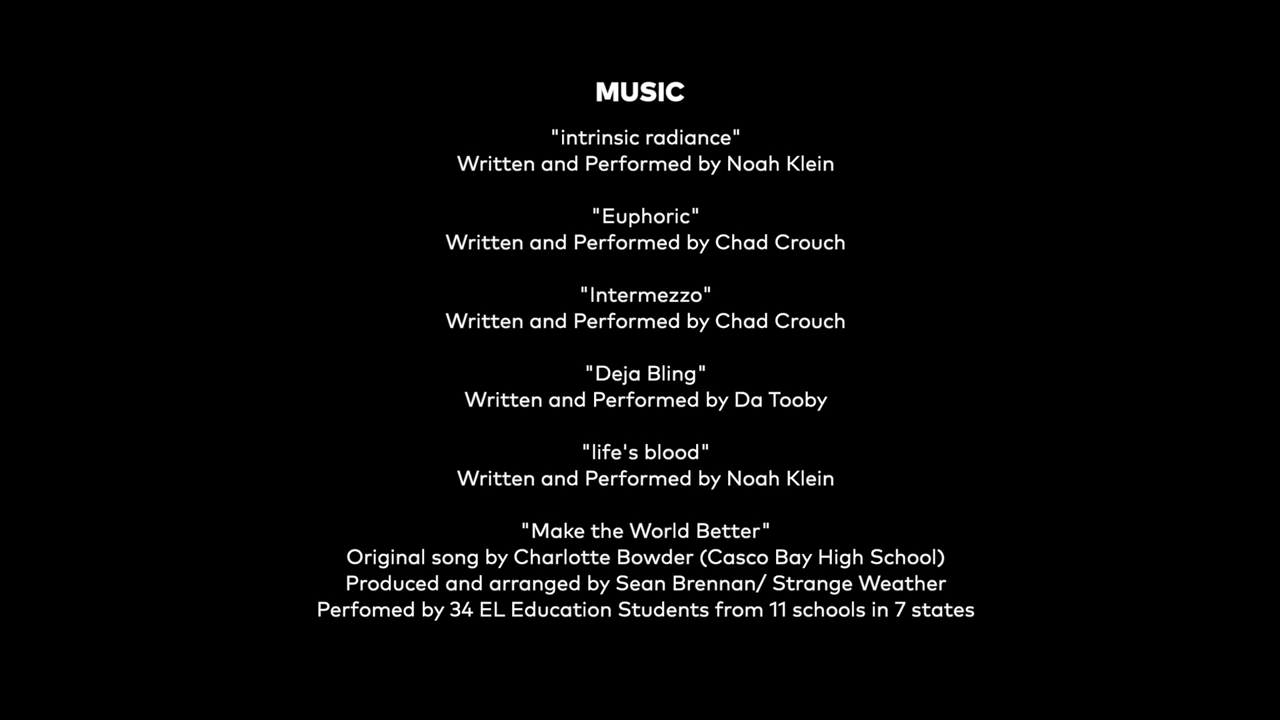 MUSIC
"intrinsic radiance"
Written and Performed by Noah Klein
"Euphoric"
Written and Performed by Chad Crouch
"Intermezzo"
Written and Performed by Chad Crouch
"Deja Bling"
Written and Performed by Da Tooby
"life's blood"
Written and Performed by Noah Klein
"Make the World Better"
Original song by Charlotte Bowder (Casco Bay High School)
Produced and arranged by Sean Brennan/ Strange Weather
Perfomed by 34 EL Education Students from 11 schools in 7 states